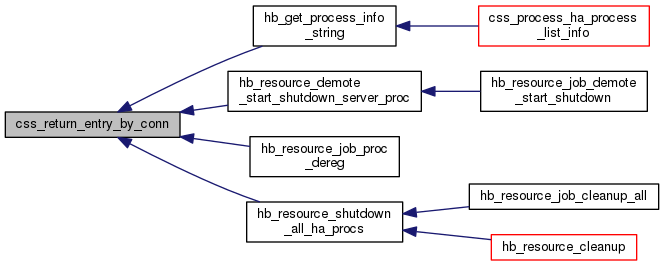 css_return_entry_by_conn
hb_get_process_info
_string
css_process_ha_process
_list_info
hb_resource_demote
_start_shutdown_server_proc
hb_resource_job_demote
_start_shutdown
hb_resource_job_proc
_dereg
hb_resource_shutdown
_all_ha_procs
hb_resource_job_cleanup_all
hb_resource_cleanup